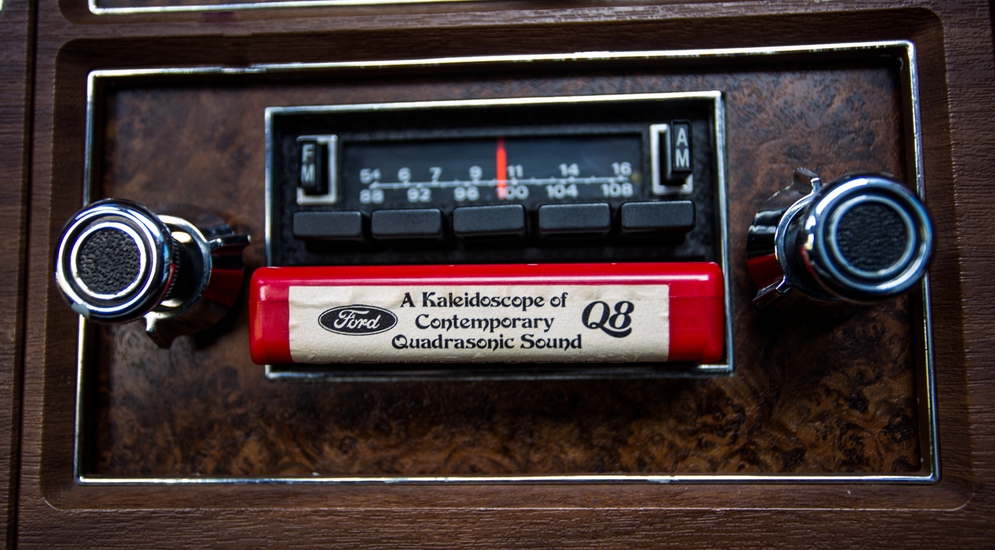 FM
AM
54 6 7 9 11 14 16
88 92 96 100 104 108
Ford
A Kaleidoscope of
Contemporary
Quadrasonic Sound
Q8